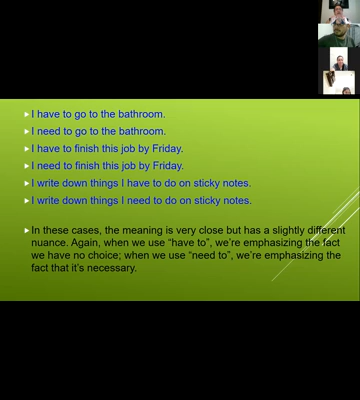 I have to go to the bathroom.
I need to go to the bathroom.
I have to finish this job by Friday.
I need to finish this job by Friday.
I write down things I have to do on sticky notes.
I write down things I need to do on sticky notes.
In these cases, the meaning is very close but has a slightly different
nuance. Again, when we use “have to”, we’re emphasizing the fact
we have no choice; when we use “need to”, we’re emphasizing the
fact that it’s necessary.